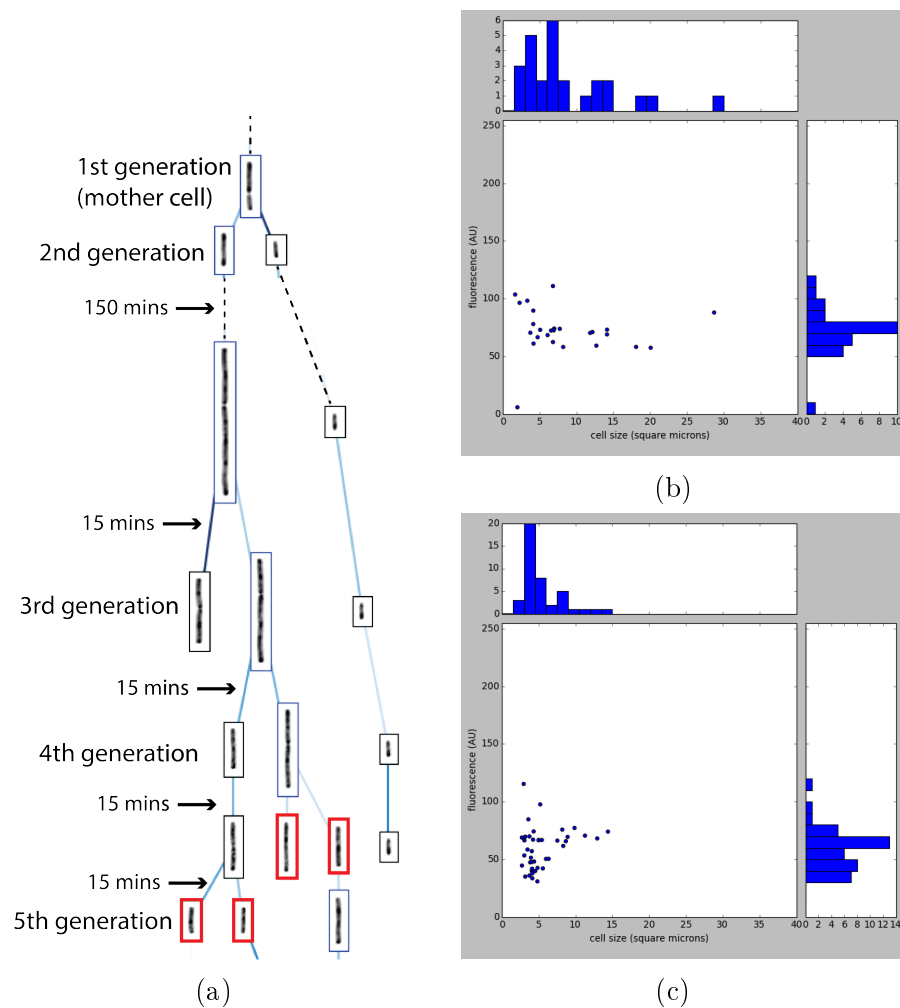 1st generation
(mother cell)
2nd generation
150 mins
15 mins
3rd generation
15 mins
4th generation
15 mins
15 mins
5th generation
(a)
6
5
4
3
2
1
0
250
200
150
100
50
0
fluorescence (AU)
0 5 10 15 20 25 30 35 40
cell size (square microns)
0 2 4 6 8 10
(b)
20
15
10
5
0
250
200
150
100
50
0
fluorescence (AU)
0 5 10 15 20 25 30 35 40
cell size (square microns)
0 2 4 6 8 10 12 14
(c)